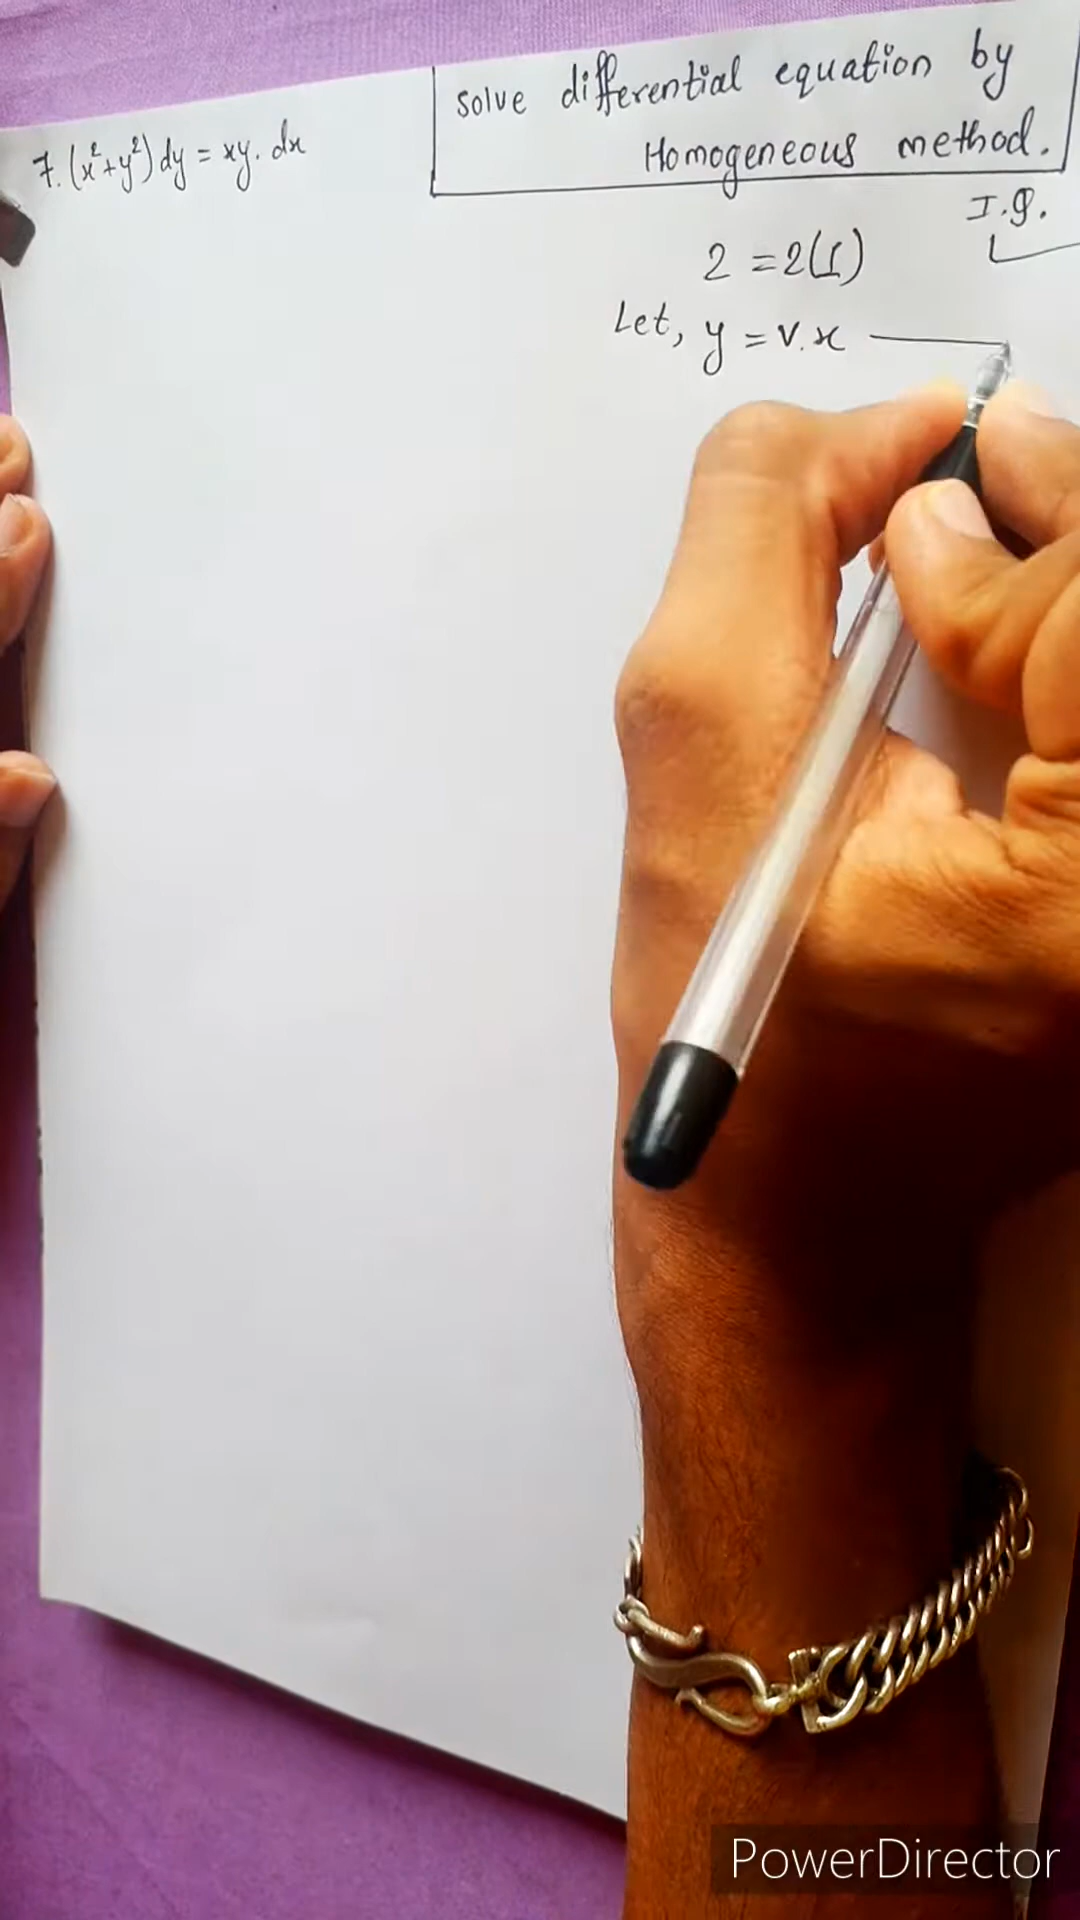 solve differential equation by
Homogeneous method.
7. (x²+y²) dy = xy. dx
I.g.
2 = 2(1)
Let, y = v.x
PowerDirector